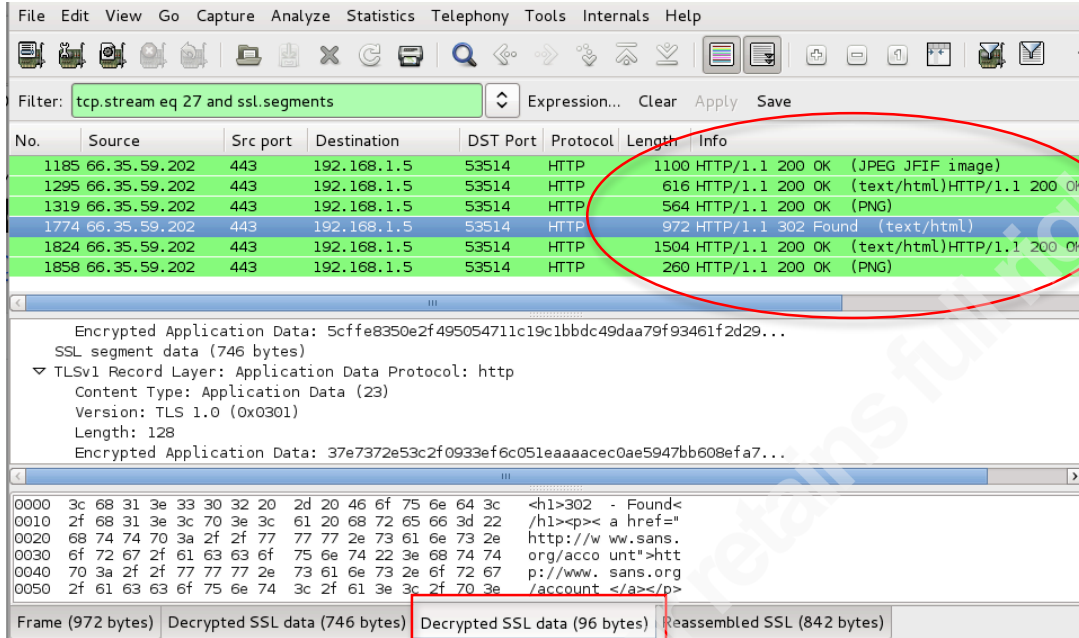 File Edit View Go Capture Analyze Statistics Telephony Tools Internals Help
Filter: tcp.stream eq 27 and ssl.segments Expression... Clear Apply Save
No. Source Src port Destination DST Port Protocol Length Info
1185 66.35.59.202 443 192.168.1.5 53514 HTTP 1100 HTTP/1.1 200 OK (JPEG JFIF image)
1295 66.35.59.202 443 192.168.1.5 53514 HTTP 616 HTTP/1.1 200 OK (text/html)HTTP/1.1 200 OK
1319 66.35.59.202 443 192.168.1.5 53514 HTTP 564 HTTP/1.1 200 OK (PNG)
1774 66.35.59.202 443 192.168.1.5 53514 HTTP 972 HTTP/1.1 302 Found (text/html)
1824 66.35.59.202 443 192.168.1.5 53514 HTTP 1504 HTTP/1.1 200 OK (text/html)HTTP/1.1 200 OK
1858 66.35.59.202 443 192.168.1.5 53514 HTTP 260 HTTP/1.1 200 OK (PNG)
Encrypted Application Data: 5cffe8350e2f495054711c19c1bbdc49daa79f93461f2d29...
SSL segment data (746 bytes)
TLSv1 Record Layer: Application Data Protocol: http
Content Type: Application Data (23)
Version: TLS 1.0 (0x0301)
Length: 128
Encrypted Application Data: 37e7372e53c2f0933ef6c051eaaaacec0ae5947bb608efa7...
0000 3c 68 31 3e 33 30 32 20 2d 20 46 6f 75 6e 64 3c <h1>302 - Found<
0010 2f 68 31 3e 3c 70 3e 3c 61 20 68 72 65 66 3d 22 /h1><p>< a href="
0020 68 74 74 70 3a 2f 2f 77 77 77 2e 73 61 6e 73 2e http://w ww.sans.
0030 6f 72 67 2f 61 63 63 6f 75 6e 74 22 3e 68 74 74 org/acco unt">htt
0040 70 3a 2f 2f 77 77 77 2e 73 61 6e 73 2e 6f 72 67 p://www. sans.org
0050 2f 61 63 63 6f 75 6e 74 3c 2f 61 3e 3c 2f 70 3e /account </a></p>
Frame (972 bytes) Decrypted SSL data (746 bytes) Decrypted SSL data (96 bytes) Reassembled SSL (842 bytes)
retains full